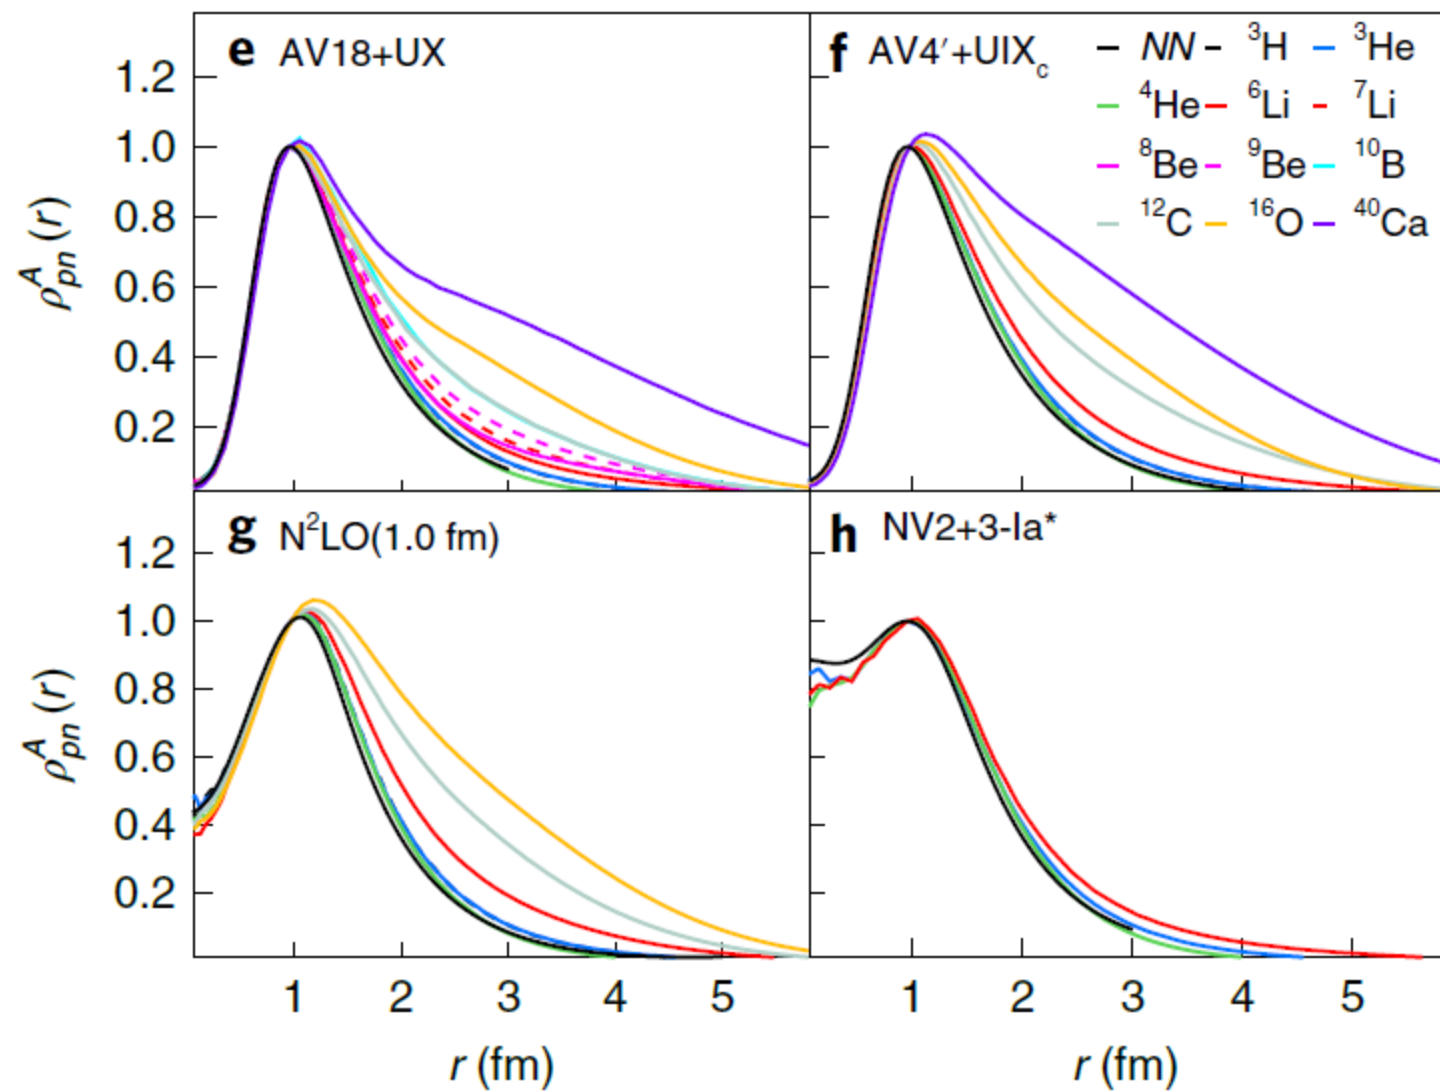 e AV18+UX
f AV4′+UIXc
NN ³H ³He
⁴He ⁶Li ⁷Li
⁸Be ⁹Be ¹⁰B
¹²C ¹⁶O ⁴⁰Ca
1.2
1.0
0.8
0.6
0.4
0.2
ρᴬpn (r)
g N²LO(1.0 fm)
h NV2+3-Ia*
1.2
1.0
0.8
0.6
0.4
0.2
ρᴬpn (r)
1 2 3 4 5
1 2 3 4 5
r (fm)
r (fm)